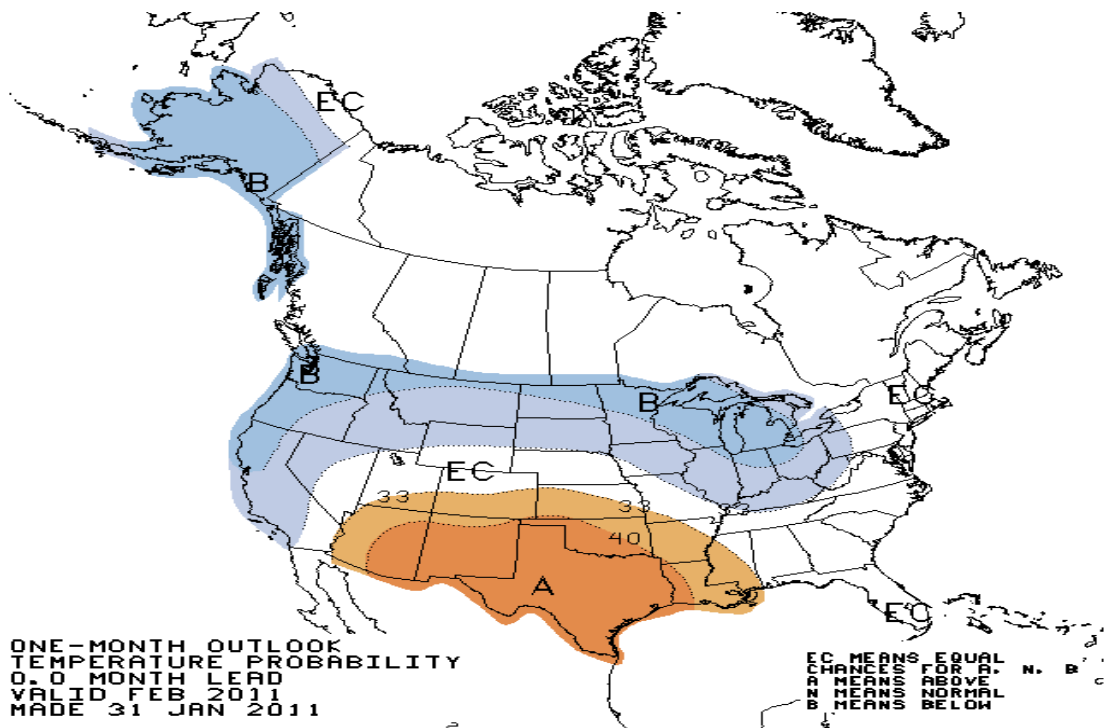 EC
B
B
B
EC
EC
33
33
40
A
EC
ONE-MONTH OUTLOOK
TEMPERATURE PROBABILITY
0.0 MONTH LEAD
VALID FEB 2011
MADE 31 JAN 2011
EC MEANS EQUAL
CHANCES FOR A, N, B
A MEANS ABOVE
N MEANS NORMAL
B MEANS BELOW